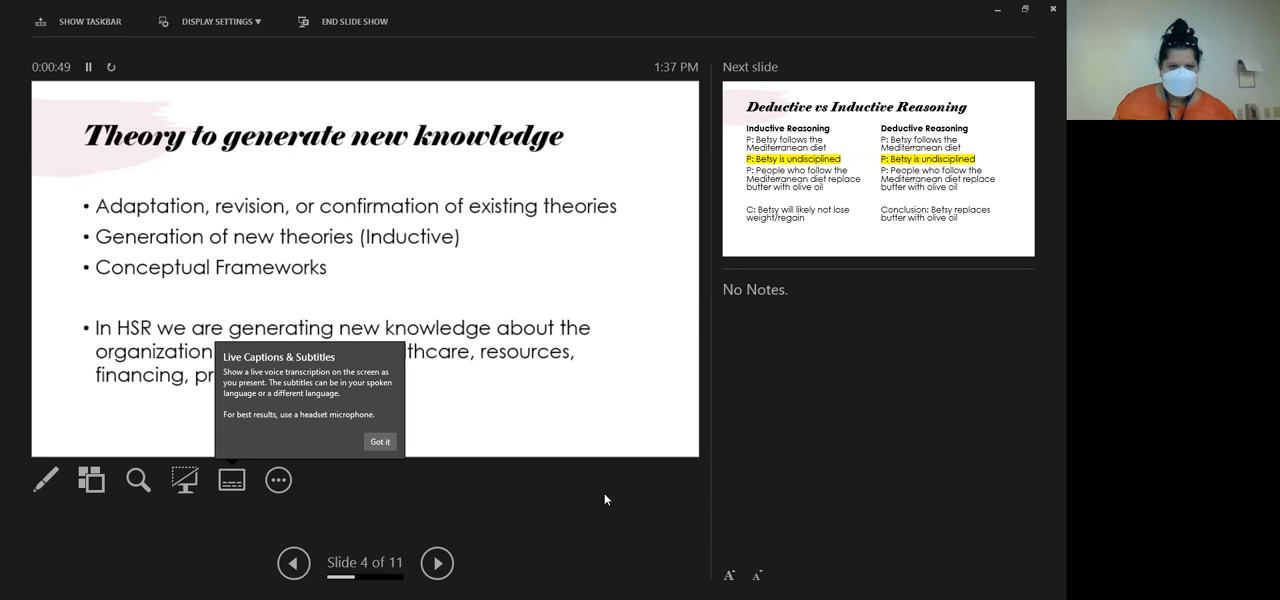 SHOW TASKBAR
DISPLAY SETTINGS
END SLIDE SHOW
0:00:49
1:37 PM
Theory to generate new knowledge
• Adaptation, revision, or confirmation of existing theories
• Generation of new theories (Inductive)
• Conceptual Frameworks
• In HSR we are generating new knowledge about the
organization thcare, resources,
financing, pr
Live Captions & Subtitles
Show a live voice transcription on the screen as
you present. The subtitles can be in your spoken
language or a different language.
For best results, use a headset microphone.
Got it
Slide 4 of 11
Next slide
Deductive vs Inductive Reasoning
Inductive Reasoning
P: Betsy follows the
Mediterranean diet
P: Betsy is undisciplined
P: People who follow the
Mediterranean diet replace
butter with olive oil
C: Betsy will likely not lose
weight/regain
Deductive Reasoning
P: Betsy follows the
Mediterranean diet
P: Betsy is undisciplined
P: People who follow the
Mediterranean diet replace
butter with olive oil
Conclusion: Betsy replaces
butter with olive oil
No Notes.
A A